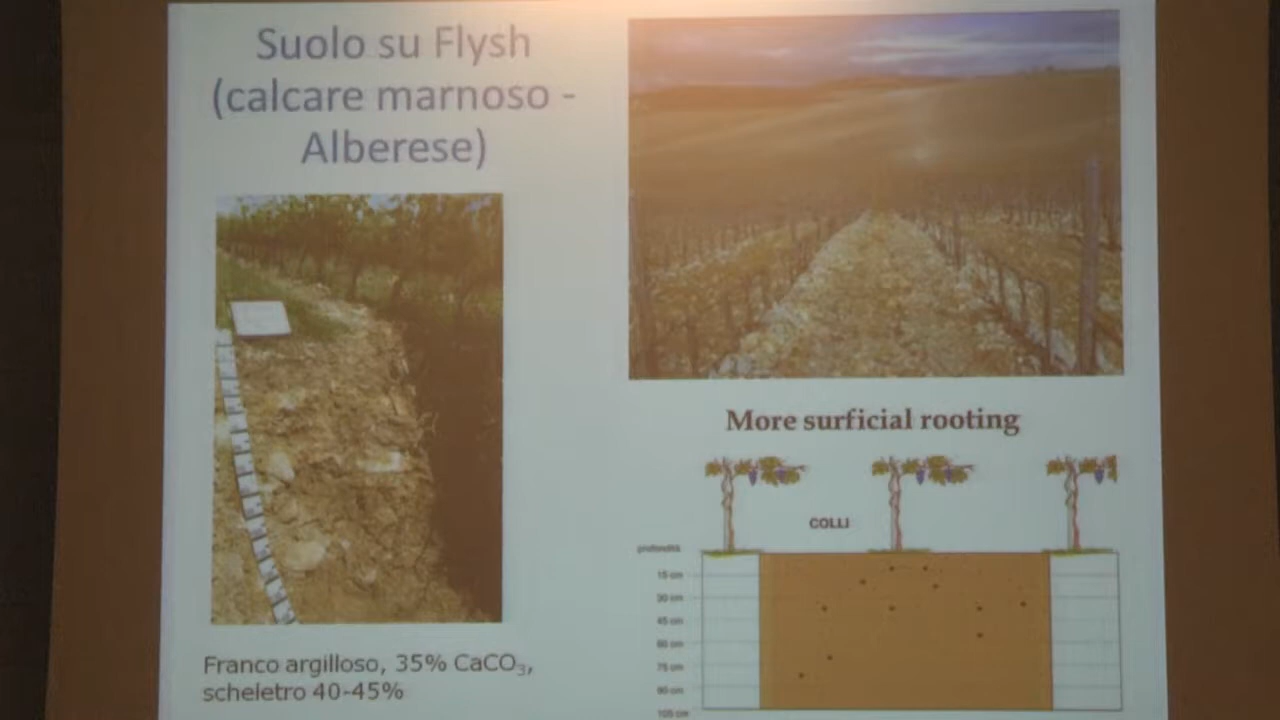 Suolo su Flysh
(calcare marnoso -
Alberese)
More surficial rooting
COLLI
profondità
15 cm
30 cm
45 cm
60 cm
75 cm
90 cm
105 cm
Franco argilloso, 35% CaCO₃,
scheletro 40-45%